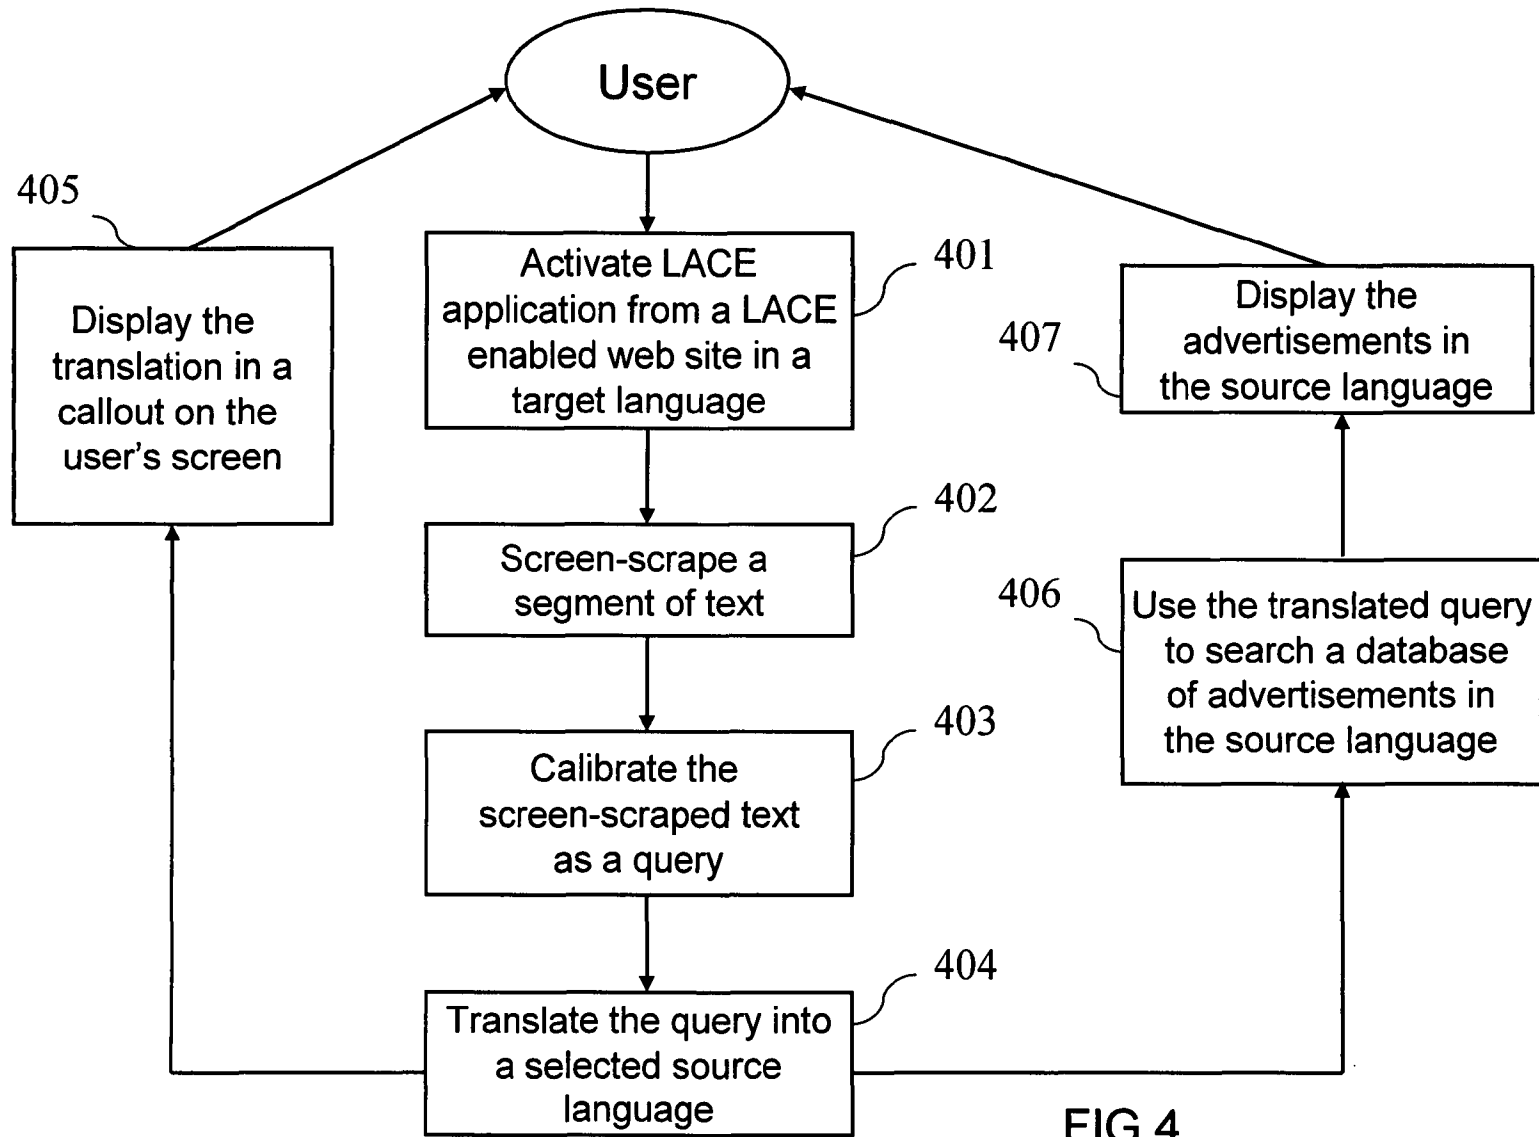 User
405
Display the
translation in a
callout on the
user's screen
Activate LACE
application from a LACE
enabled web site in a
target language
401
Display the
advertisements in
the source language
407
Screen-scrape a
segment of text
402
Use the translated query
to search a database
of advertisements in
the source language
406
Calibrate the
screen-scraped text
as a query
403
Translate the query into
a selected source
language
404
FIG 4